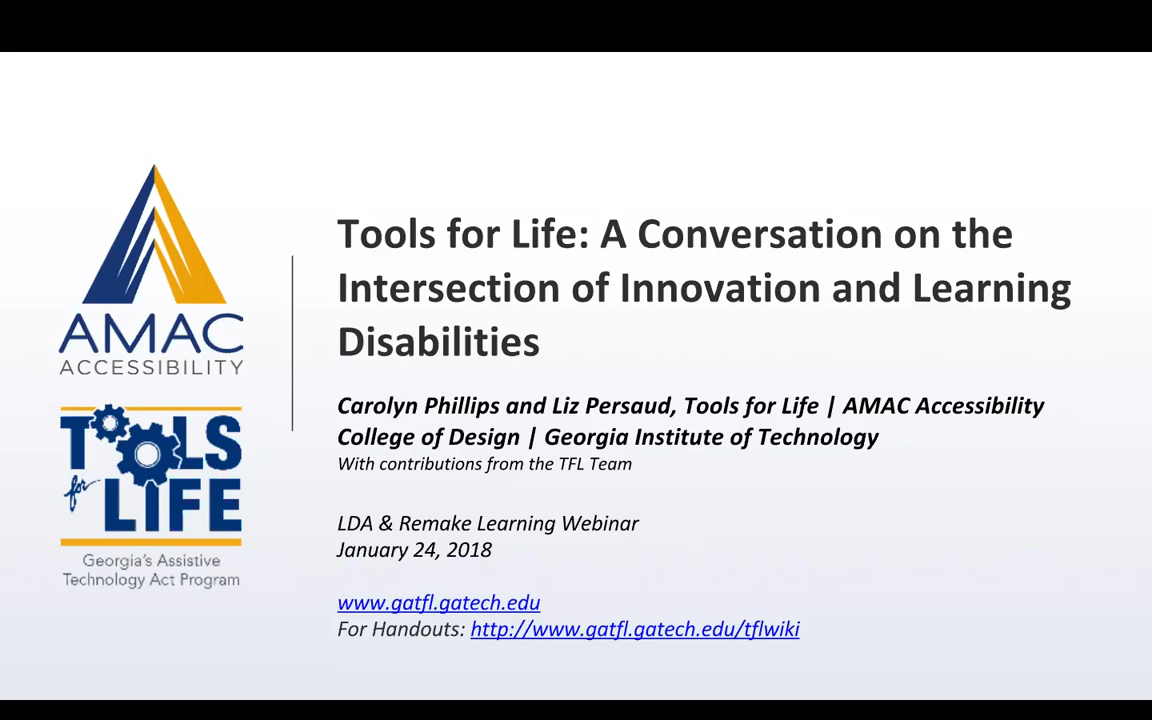 AMAC
ACCESSIBILITY
TOOLS
for
LIFE
Georgia's Assistive
Technology Act Program
Tools for Life: A Conversation on the
Intersection of Innovation and Learning
Disabilities
Carolyn Phillips and Liz Persaud, Tools for Life | AMAC Accessibility
College of Design | Georgia Institute of Technology
With contributions from the TFL Team
LDA & Remake Learning Webinar
January 24, 2018
www.gatfl.gatech.edu
For Handouts: http://www.gatfl.gatech.edu/tflwiki